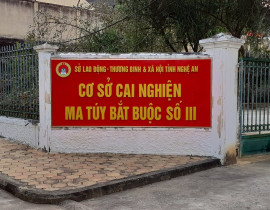 SỞ LAO ĐỘNG - THƯƠNG BINH & XÃ HỘI TỈNH NGHỆ AN
CƠ SỞ CAI NGHIỆN
MA TÚY BẮT BUỘC SỐ III